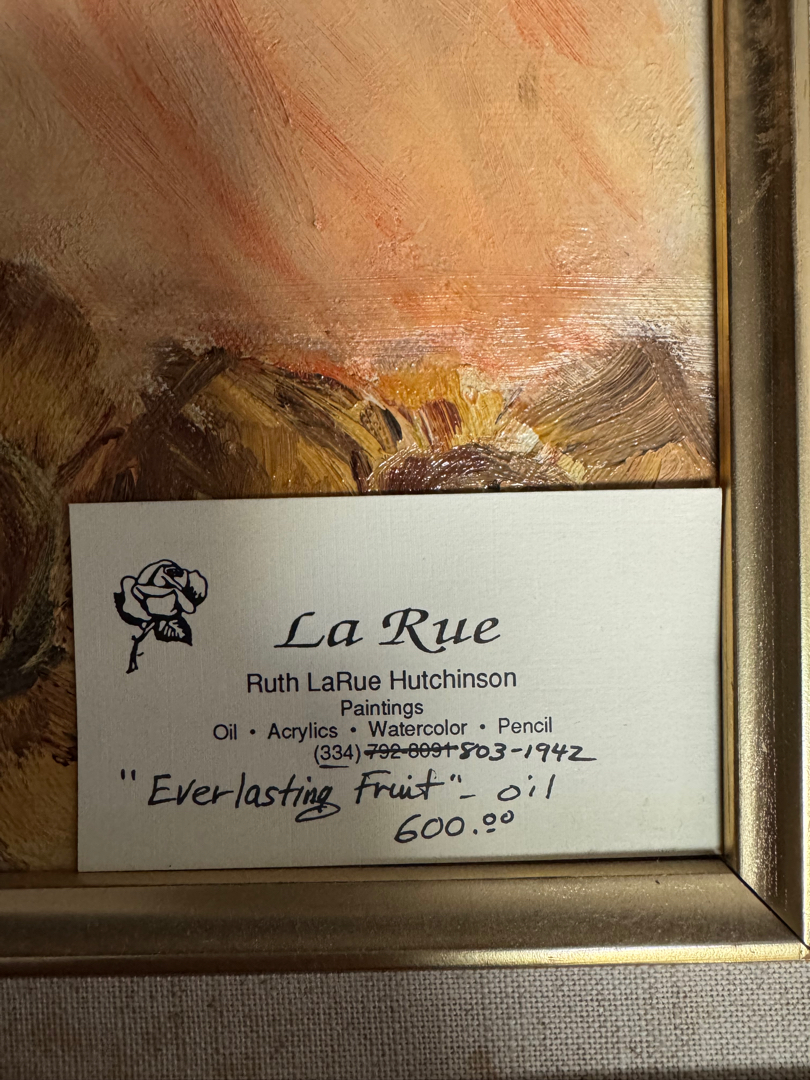 La Rue
Ruth LaRue Hutchinson
Paintings
Oil • Acrylics • Watercolor • Pencil
(334) 792-8091 803-1942
"Everlasting Fruit" - oil
600.00